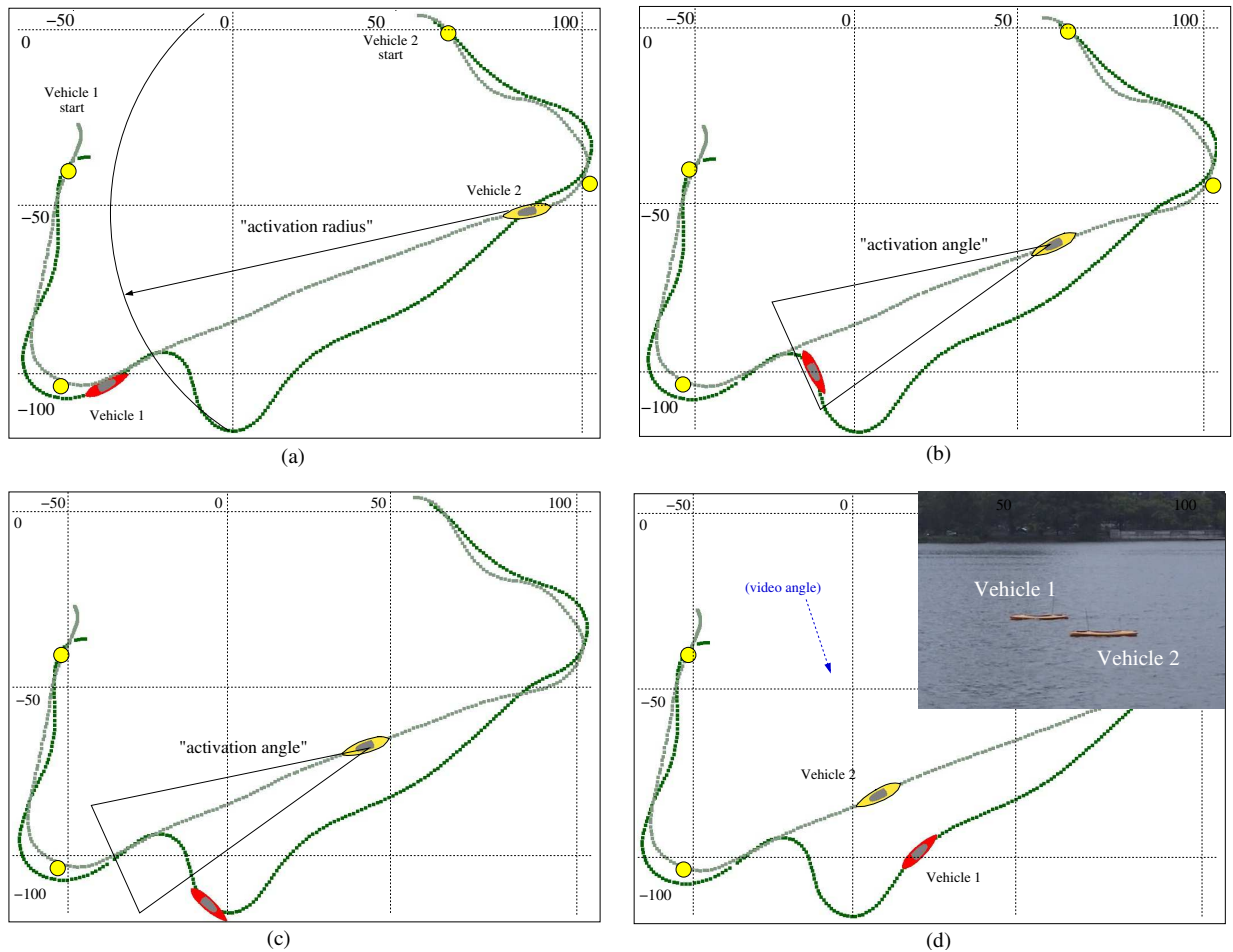 −50 0 50 100
0
Vehicle 2
start
Vehicle 1
start
Vehicle 2
−50
"activation radius"
Vehicle 1
−100
(a)
−50 0 50 100
0
−50
"activation angle"
−100
(b)
−50 0 50 100
0
−50
"activation angle"
−100
(c)
−50 0 50 100
0
(video angle)
Vehicle 1
Vehicle 2
−50
Vehicle 2
Vehicle 1
−100
(d)